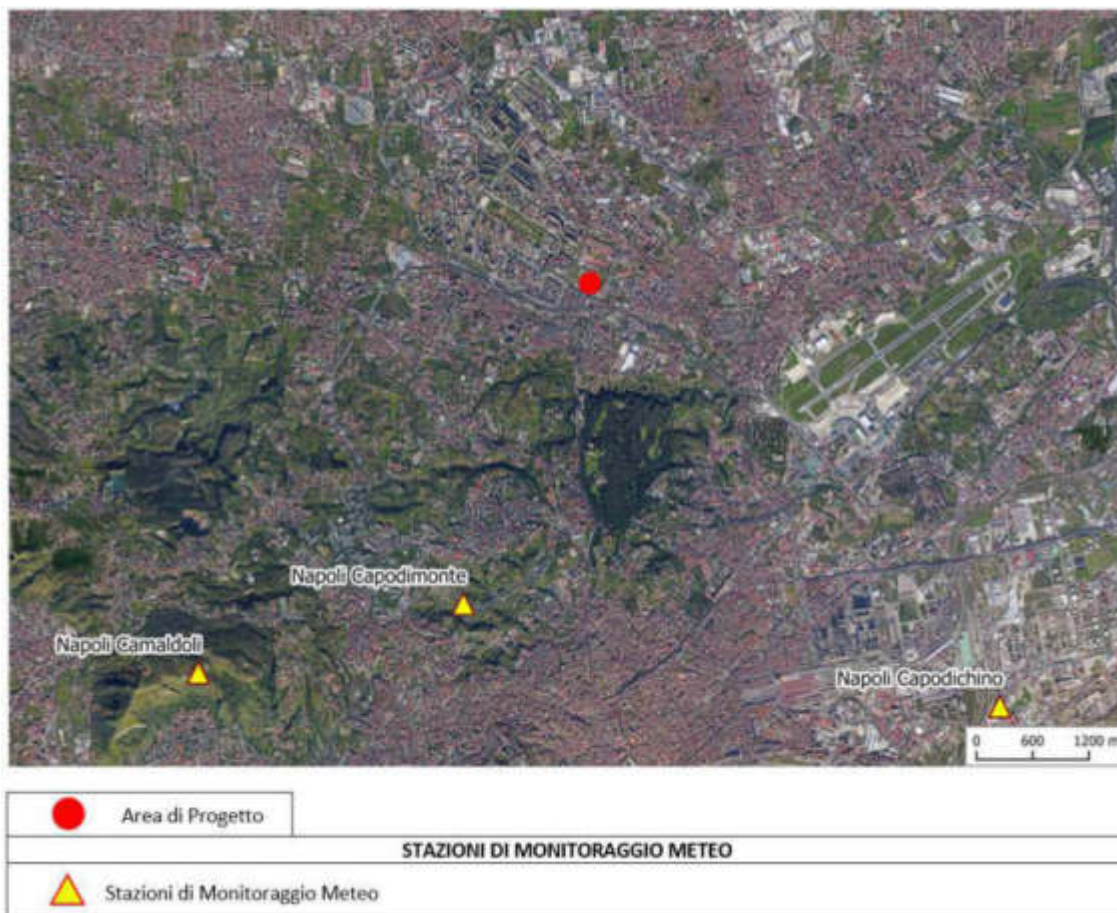 Napoli Capodimonte
Napoli Camaldoli
Napoli Capodichino
0 600 1200 m
Area di Progetto
STAZIONI DI MONITORAGGIO METEO
Stazioni di Monitoraggio Meteo